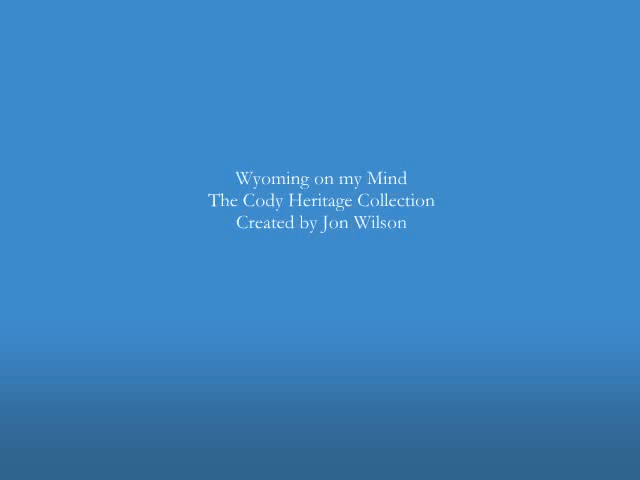 Wyoming on my Mind
The Cody Heritage Collection
Created by Jon Wilson